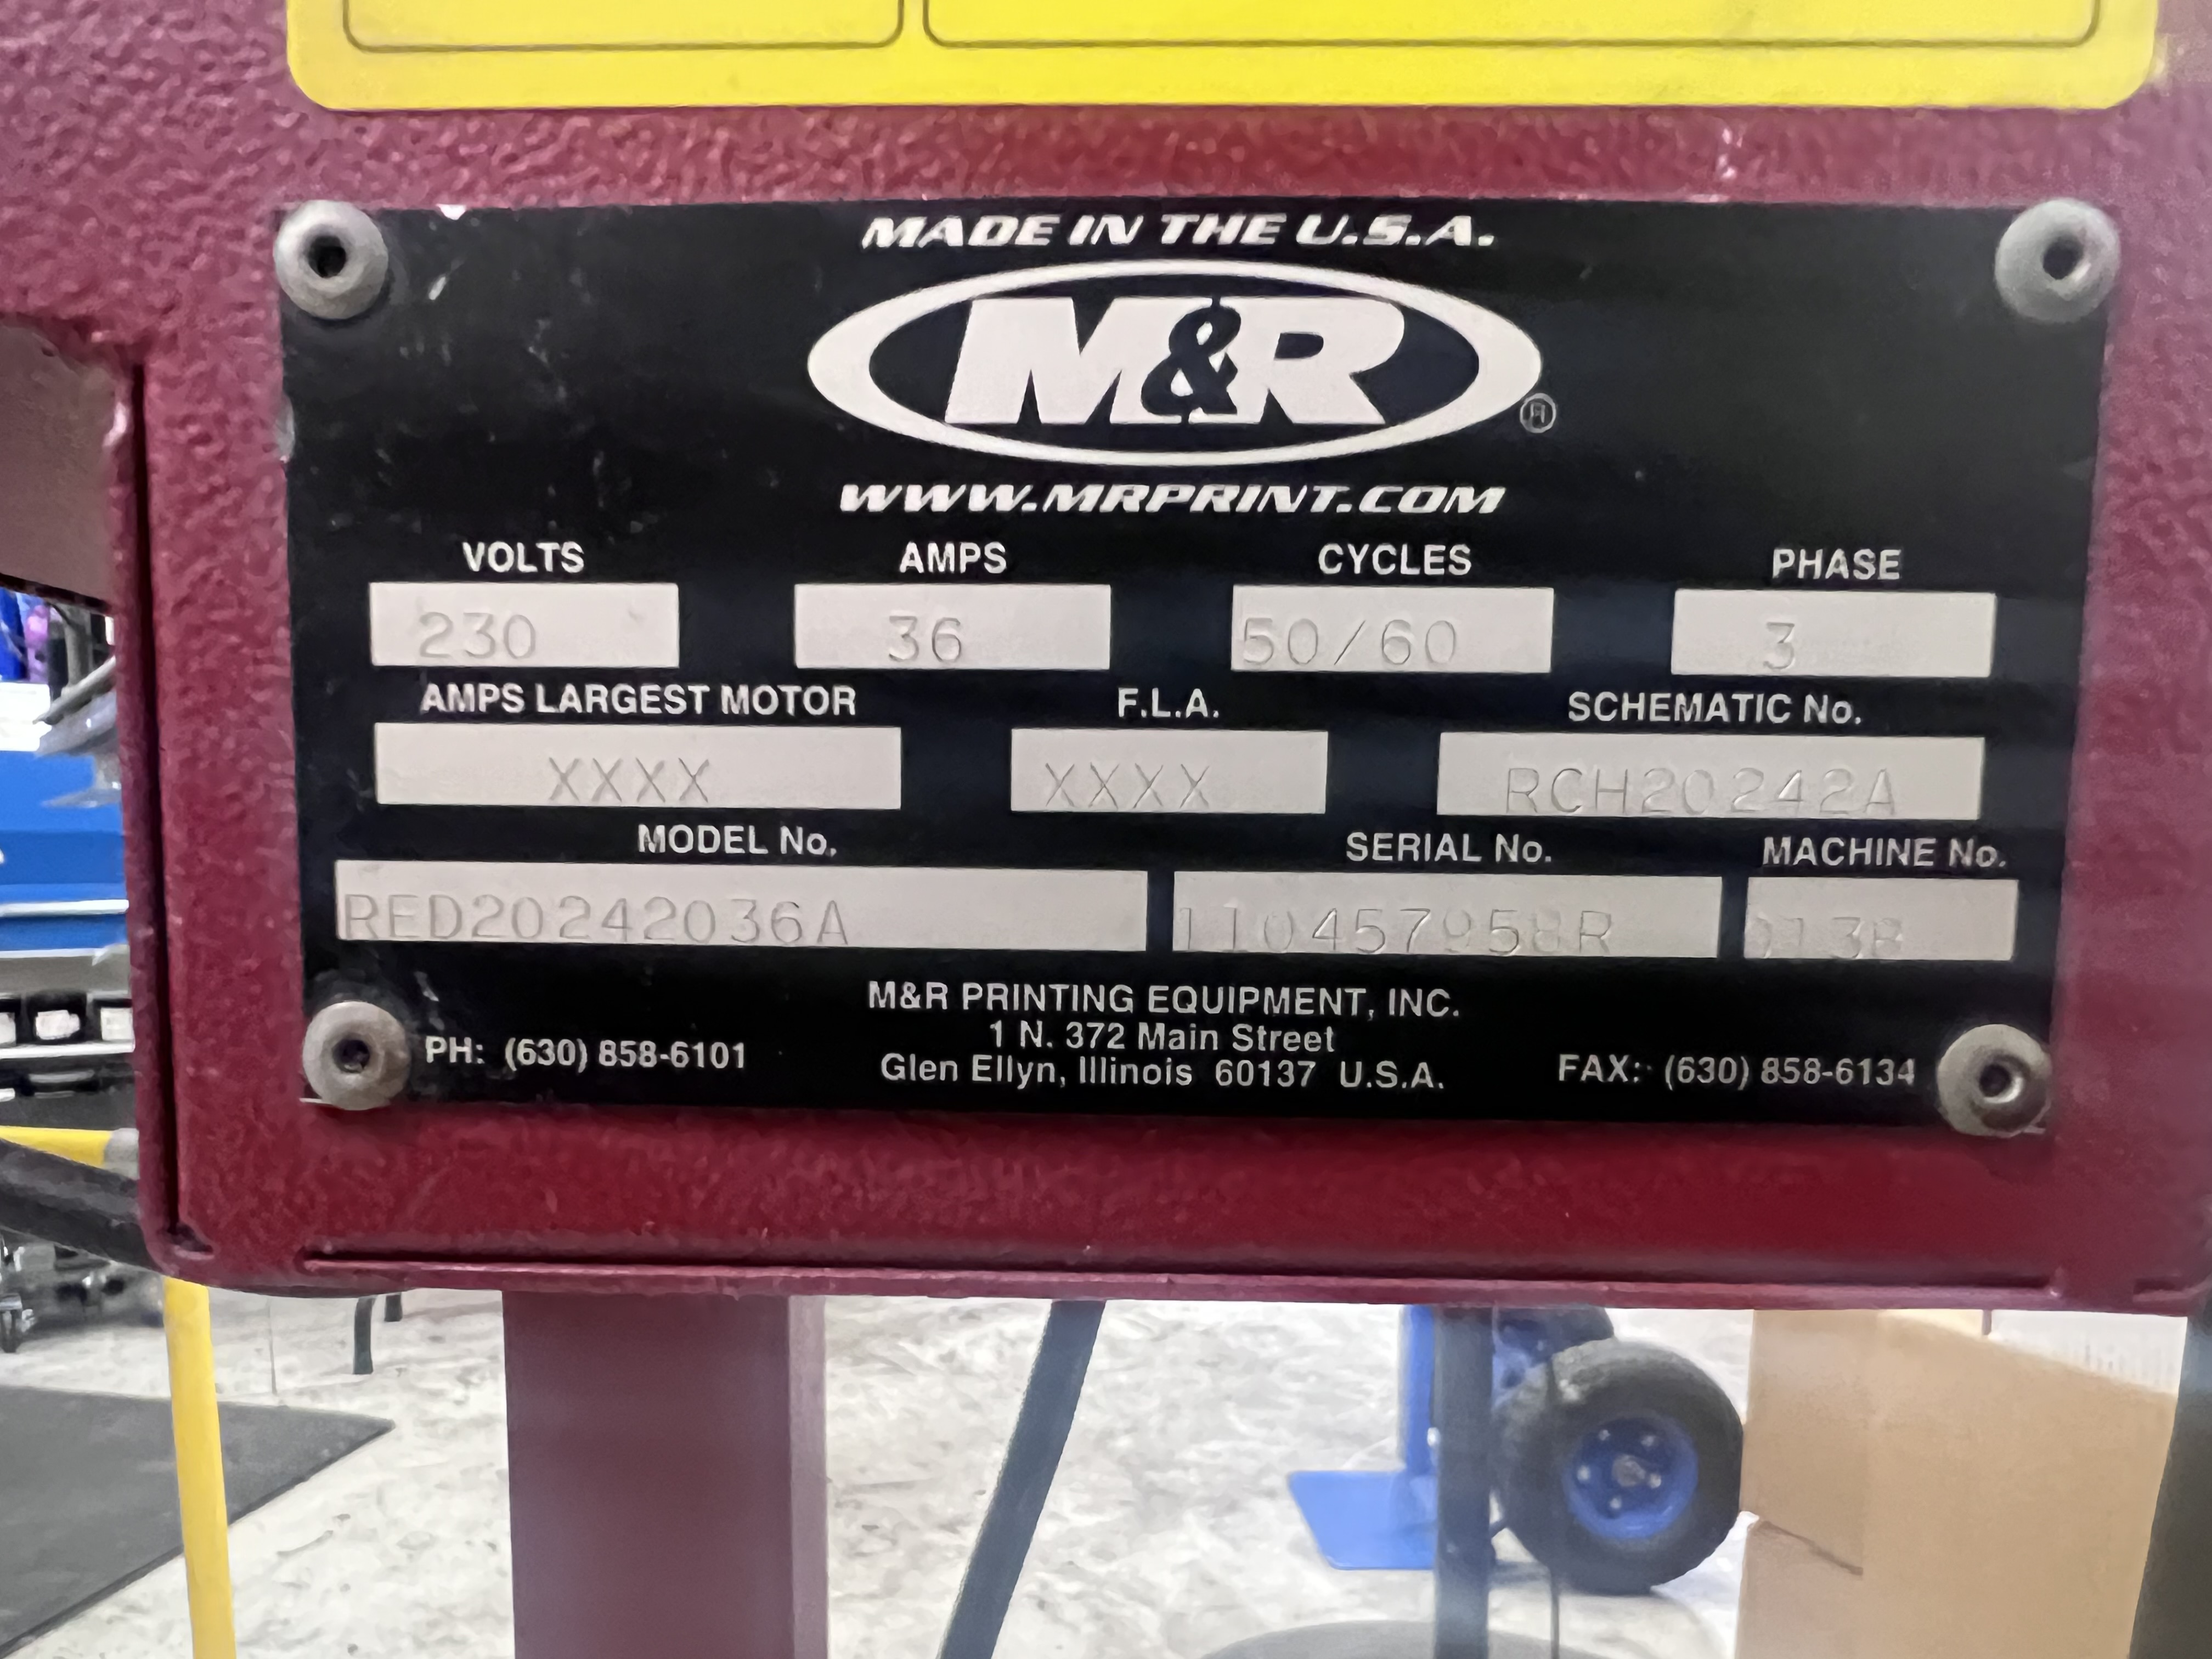 MADE IN THE U.S.A.
M&R®
WWW.MRPRINT.COM
VOLTS AMPS CYCLES PHASE
230 36 50/60 3
AMPS LARGEST MOTOR F.L.A. SCHEMATIC No.
XXXX XXXX RCH20242A
MODEL No. SERIAL No. MACHINE No.
RED20242036A
M&R PRINTING EQUIPMENT, INC.
1 N. 372 Main Street
Glen Ellyn, Illinois 60137 U.S.A.
PH: (630) 858-6101
FAX: (630) 858-6134